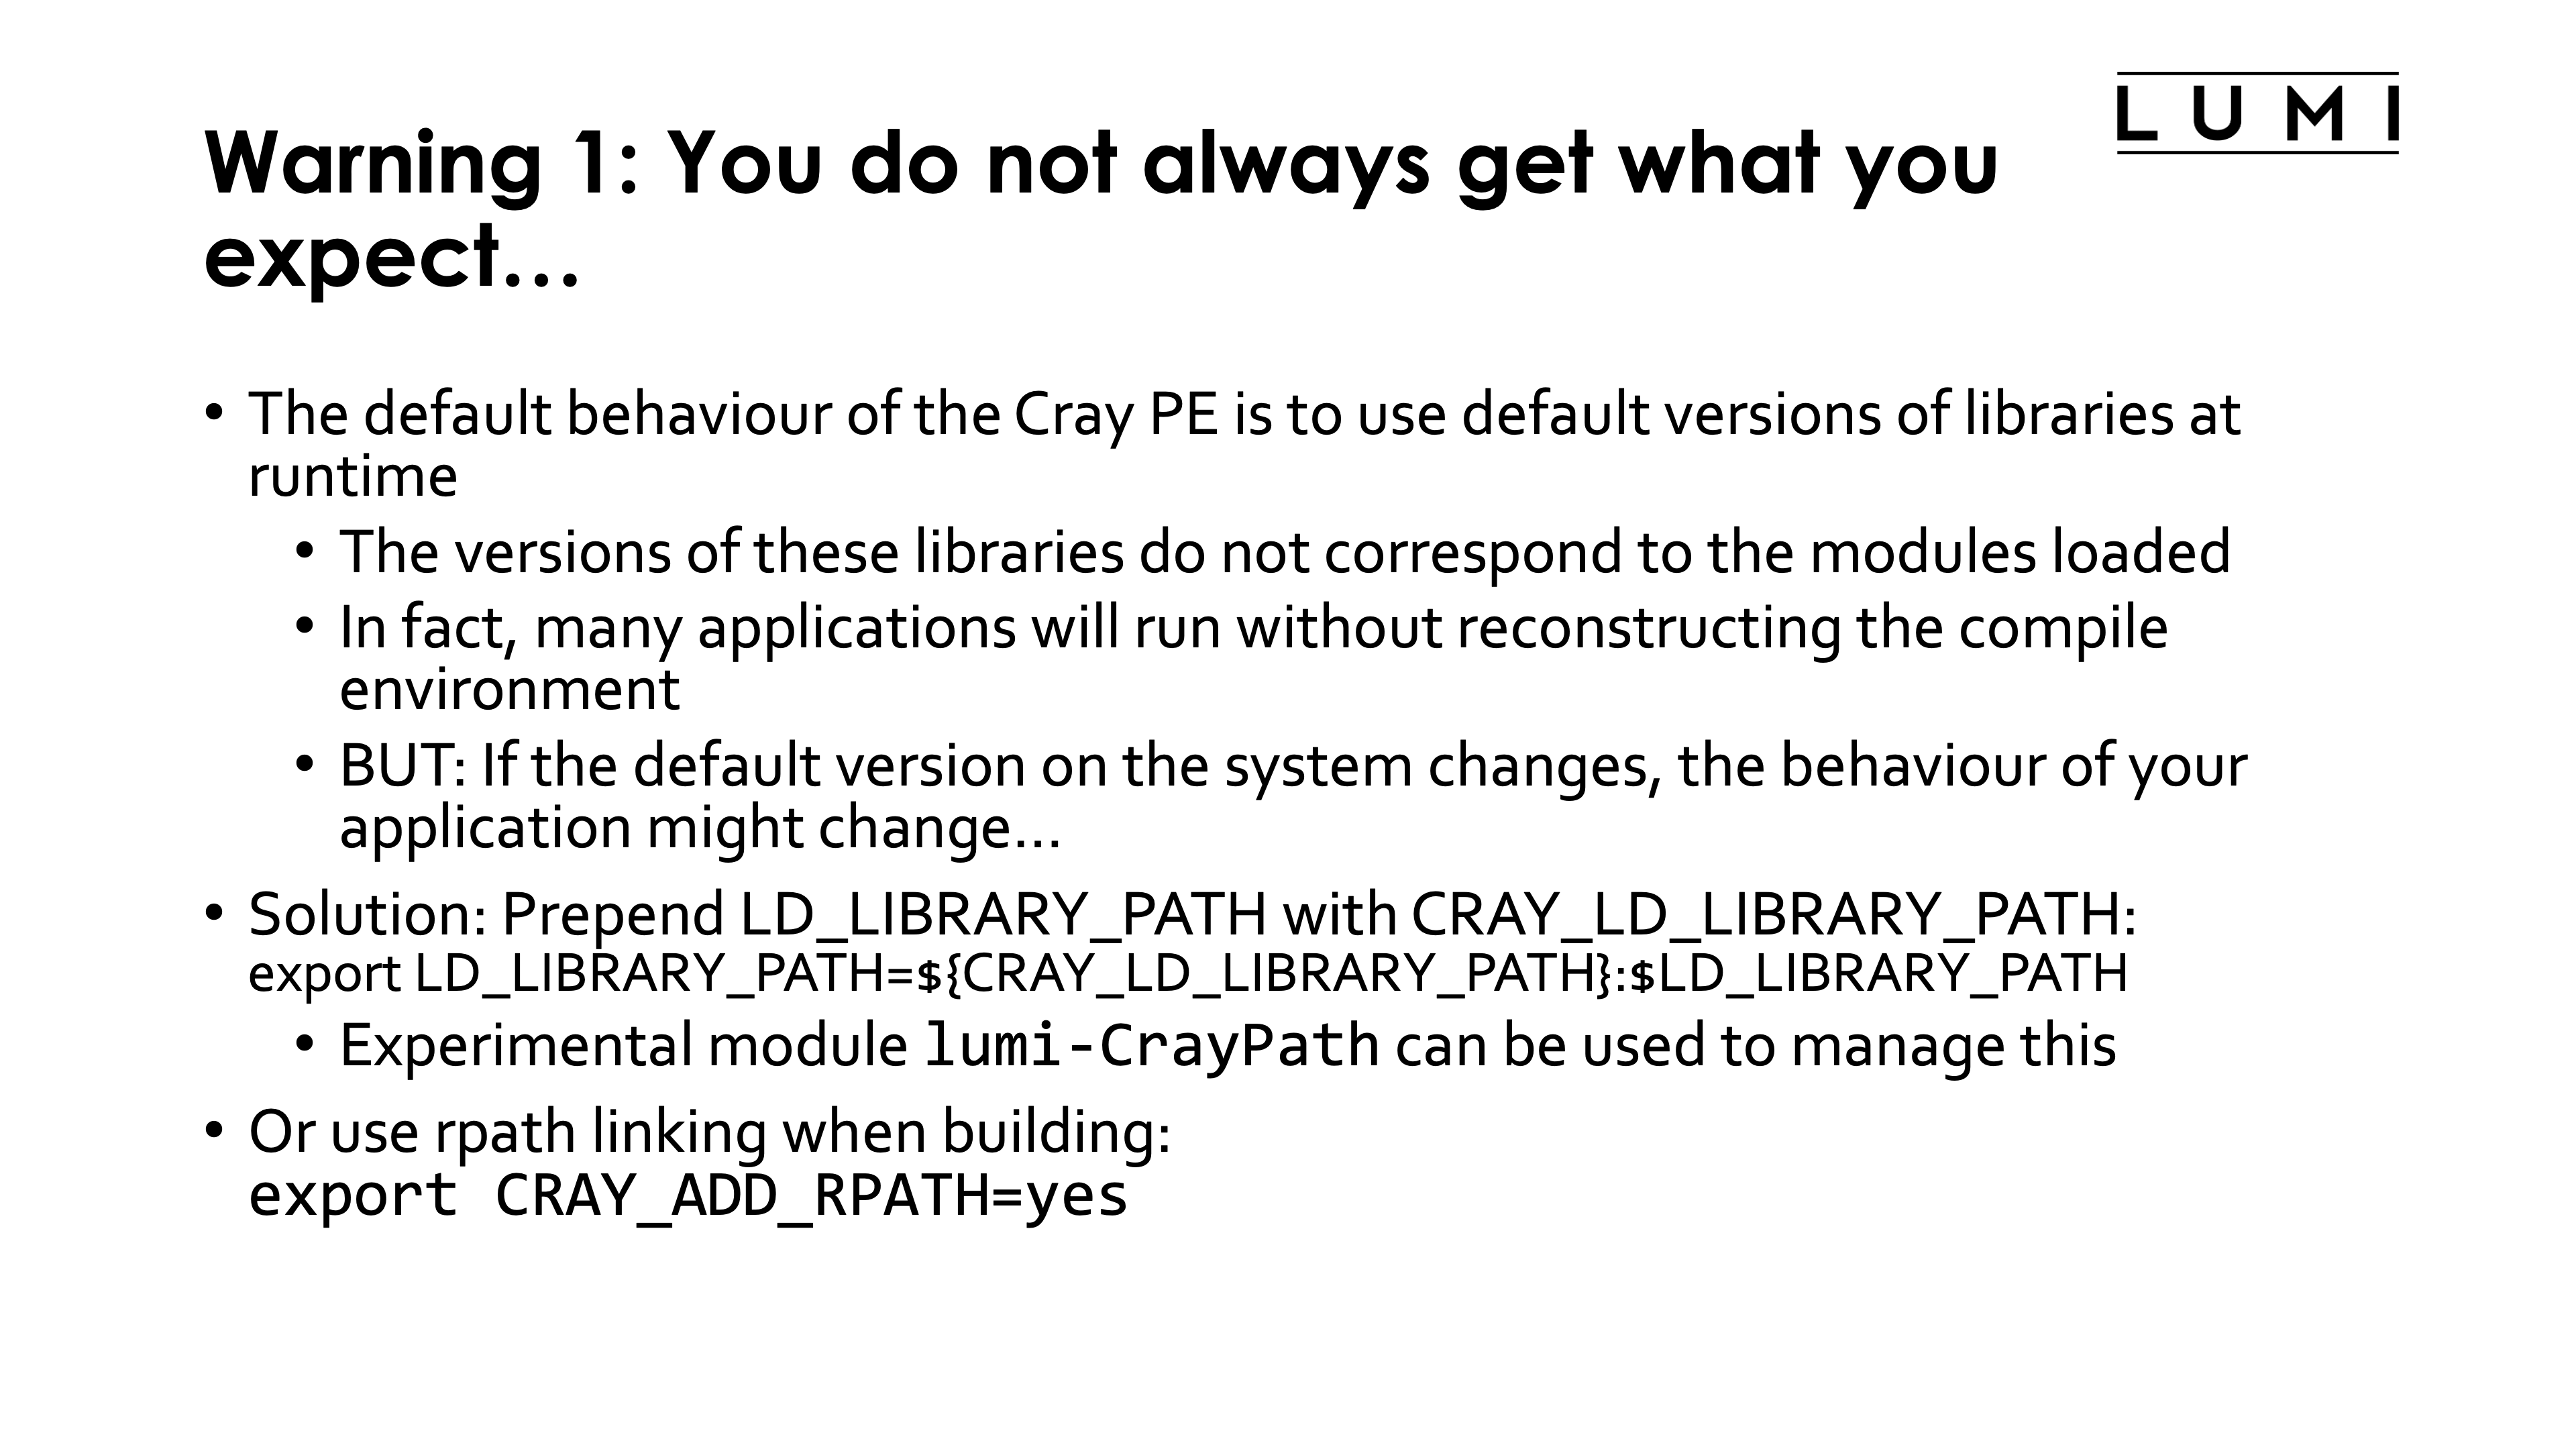 LUMI
Warning 1: You do not always get what you
expect…
• The default behaviour of the Cray PE is to use default versions of libraries at
runtime
• The versions of these libraries do not correspond to the modules loaded
• In fact, many applications will run without reconstructing the compile
environment
• BUT: If the default version on the system changes, the behaviour of your
application might change…
• Solution: Prepend LD_LIBRARY_PATH with CRAY_LD_LIBRARY_PATH:
export LD_LIBRARY_PATH=${CRAY_LD_LIBRARY_PATH}:$LD_LIBRARY_PATH
• Experimental module lumi-CrayPath can be used to manage this
• Or use rpath linking when building:
export CRAY_ADD_RPATH=yes